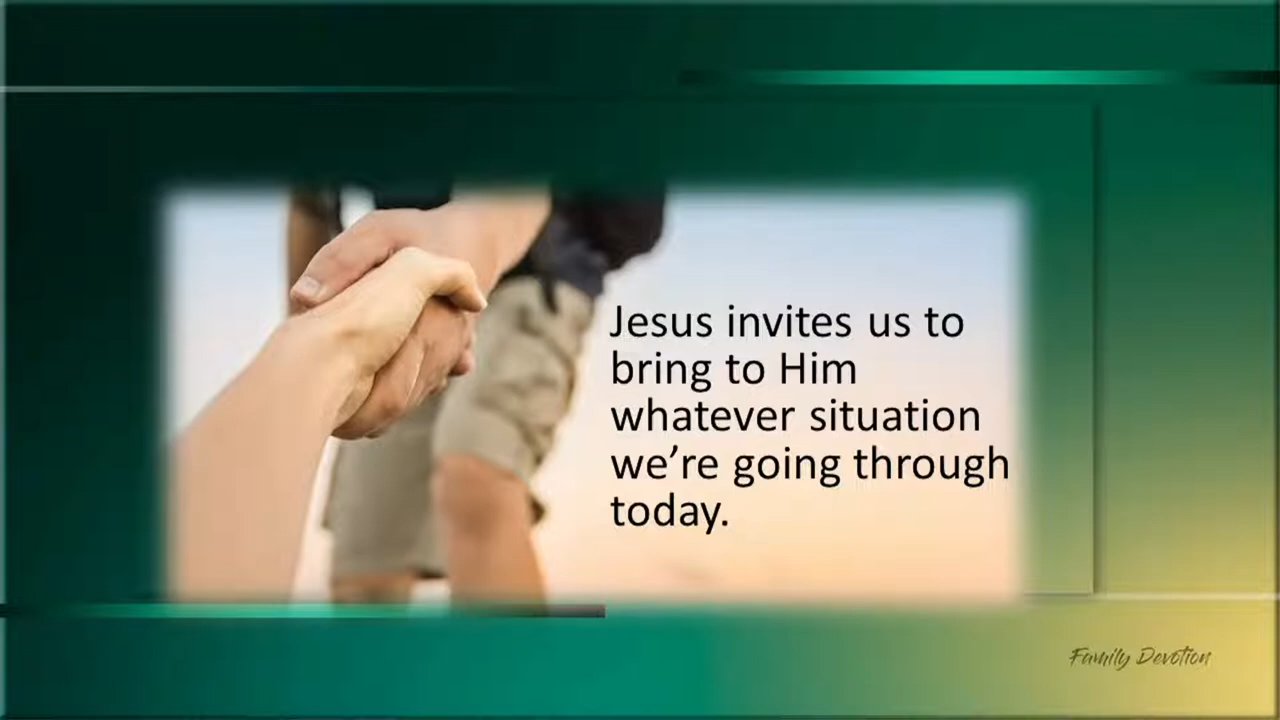 Jesus invites us to
bring to Him
whatever situation
we’re going through
today.
Family Devotion